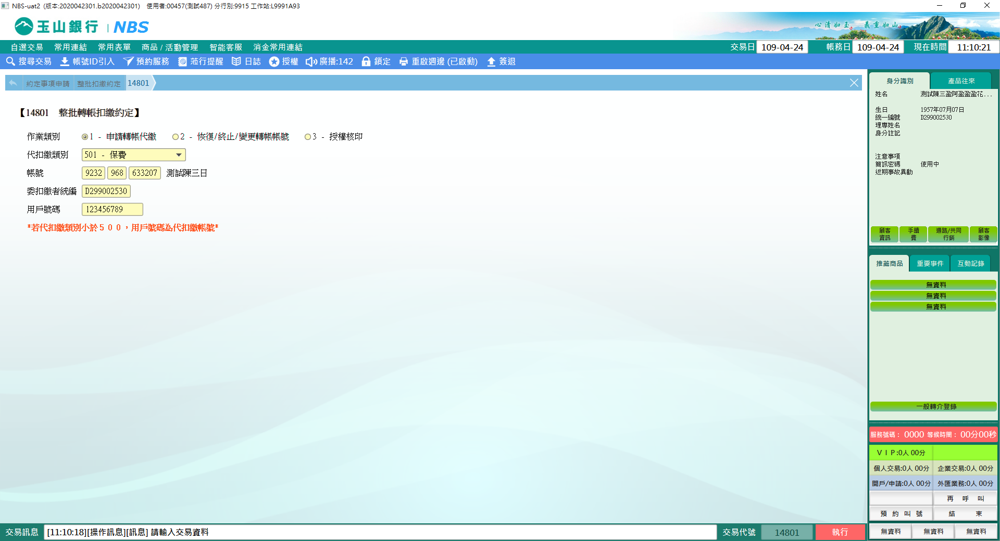 NBS-uat2 (版本:2020042301.b2020042301) 使用者:00457(測試487) 分行別:9915 工作站:L9991A93
玉山銀行 | NBS
心清如玉 義重如山
自選交易 常用連結 常用表單 商品 / 活動管理 智能客服 消金常用連結
交易日 109-04-24 帳務日 109-04-24 現在時間 11:10:21
搜尋交易 帳號ID引入 預約服務 蒞行提醒 日誌 授權 廣播:142 鎖定 重啟週邊 (已啟動) 簽退
約定事項申請 整批扣繳約定 14801
【14801 整批轉帳扣繳約定】
作業類別 1 - 申請轉帳代繳 2 - 恢復/終止/變更轉帳帳號 3 - 授權核印
代扣繳類別 501 - 保費
帳號 9232 968 633207 測試陳三日
委扣繳者統編 D299002530
用戶號碼 123456789
*若代扣繳類別小於５００，用戶號碼為代扣繳帳號*
身分識別 產品往來
姓名 測試陳三盈阿盈盈盈花...
生日 1957年07月07日
統一編號 D299002530
理專姓名
身分註記
注意事項
簡訊密碼 使用中
近期事故異動
顧客資訊 手續費 通路/共同行銷 顧客影像
推薦商品 重要事件 互動記錄
無資料
無資料
無資料
一般轉介登錄
服務號碼： 0000 等候時間： 00分00秒
ＶＩＰ:0人 00分
個人交易:0人 00分 企業交易:0人 00分
開戶/申請:0人 00分 外匯業務:0人 00分
再 呼 叫
預 約 叫 號 結 束
無資料 無資料 無資料
交易訊息 [11:10:18][操作訊息][訊息] 請輸入交易資料 交易代號 14801 執行